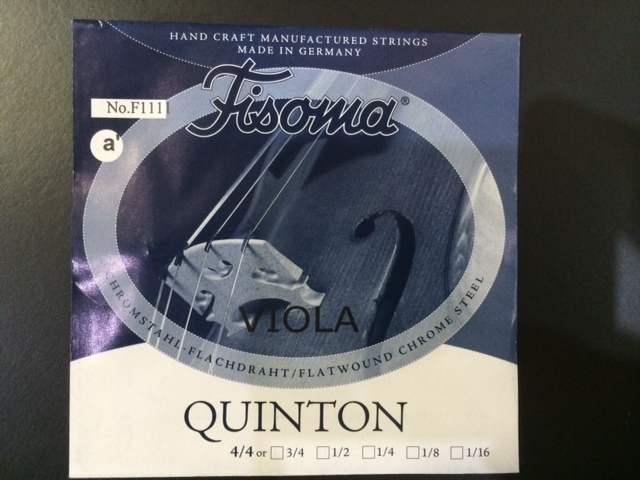 HAND CRAFT MANUFACTURED STRINGS
MADE IN GERMANY
Fisoma®
No.F111
a'
VIOLA
HROMSTAHL-FLACHDRAHT/FLATWOUND CHROME STEEL
QUINTON
4/4 or 3/4 1/2 1/4 1/8 1/16